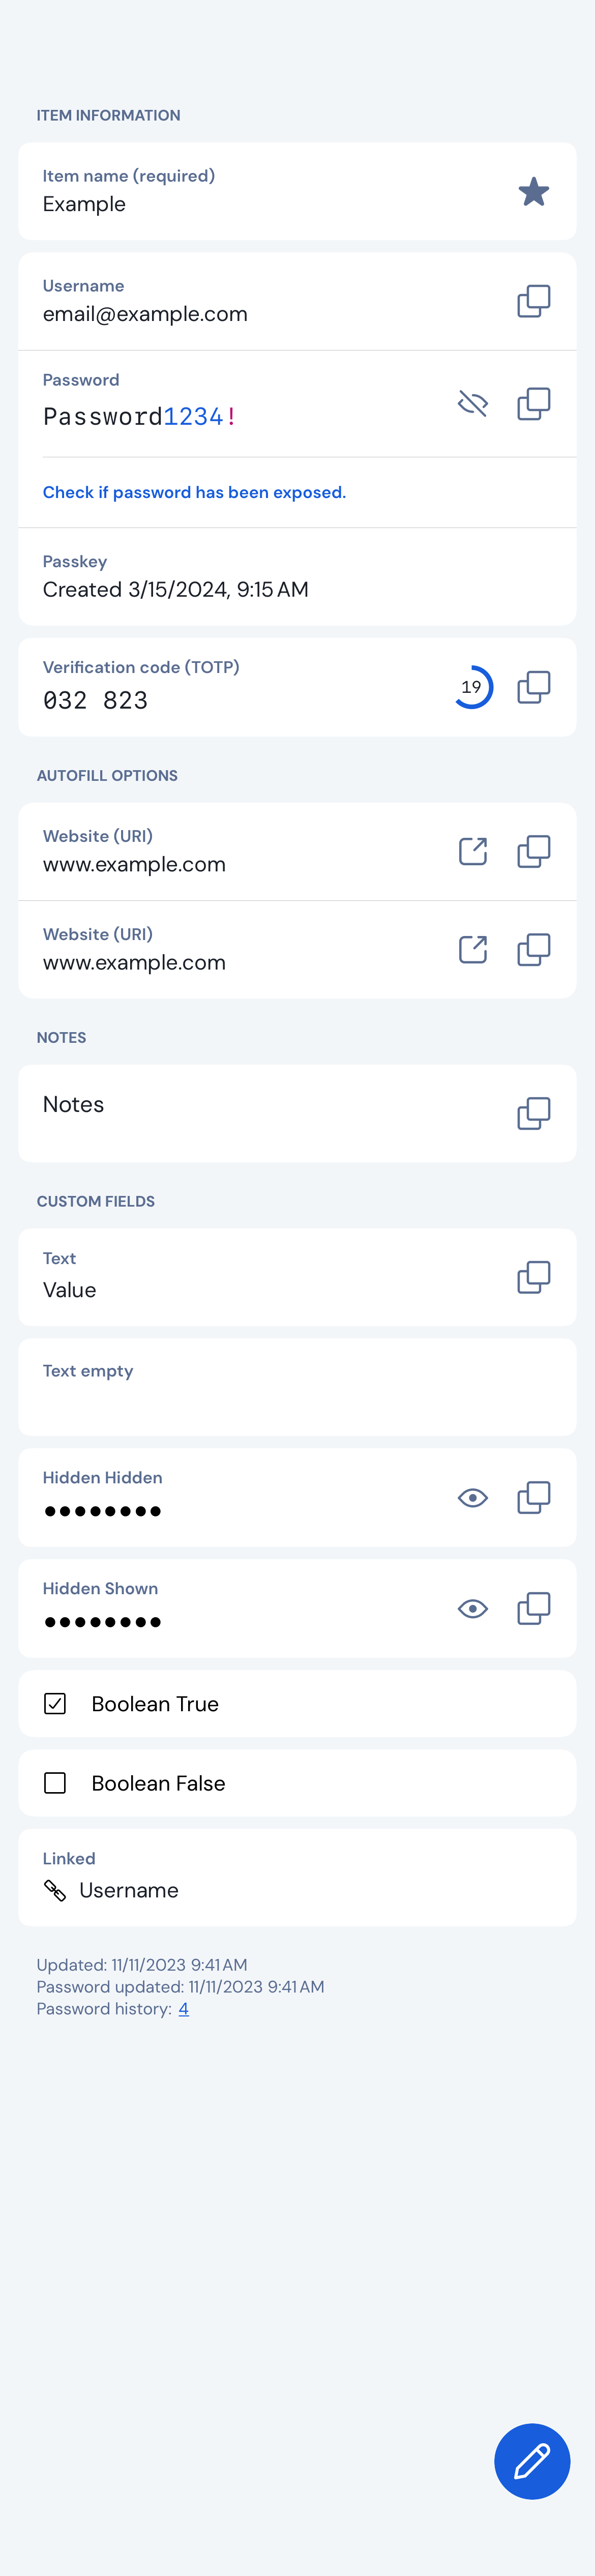 ITEM INFORMATION
Item name (required)
Example
Username
email@example.com
Password
Password1234!
Check if password has been exposed.
Passkey
Created 3/15/2024, 9:15 AM
Verification code (TOTP)
032 823
19
AUTOFILL OPTIONS
Website (URI)
www.example.com
Website (URI)
www.example.com
NOTES
Notes
CUSTOM FIELDS
Text
Value
Text empty
Hidden Hidden
••••••••
Hidden Shown
••••••••
Boolean True
Boolean False
Linked
Username
Updated: 11/11/2023 9:41 AM
Password updated: 11/11/2023 9:41 AM
Password history: 4